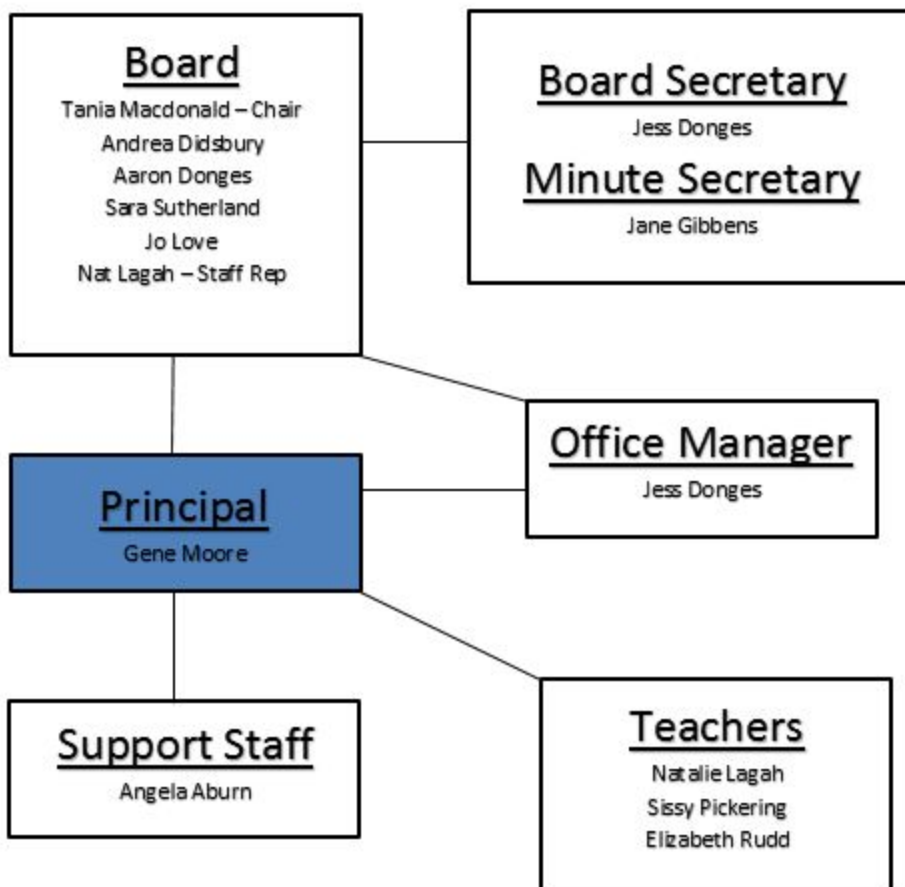 Board
Tania Macdonald – Chair
Andrea Didsbury
Aaron Donges
Sara Sutherland
Jo Love
Nat Lagah – Staff Rep
Board Secretary
Jess Donges
Minute Secretary
Jane Gibbens
Office Manager
Jess Donges
Principal
Gene Moore
Support Staff
Angela Aburn
Teachers
Natalie Lagah
Sissy Pickering
Elizabeth Rudd